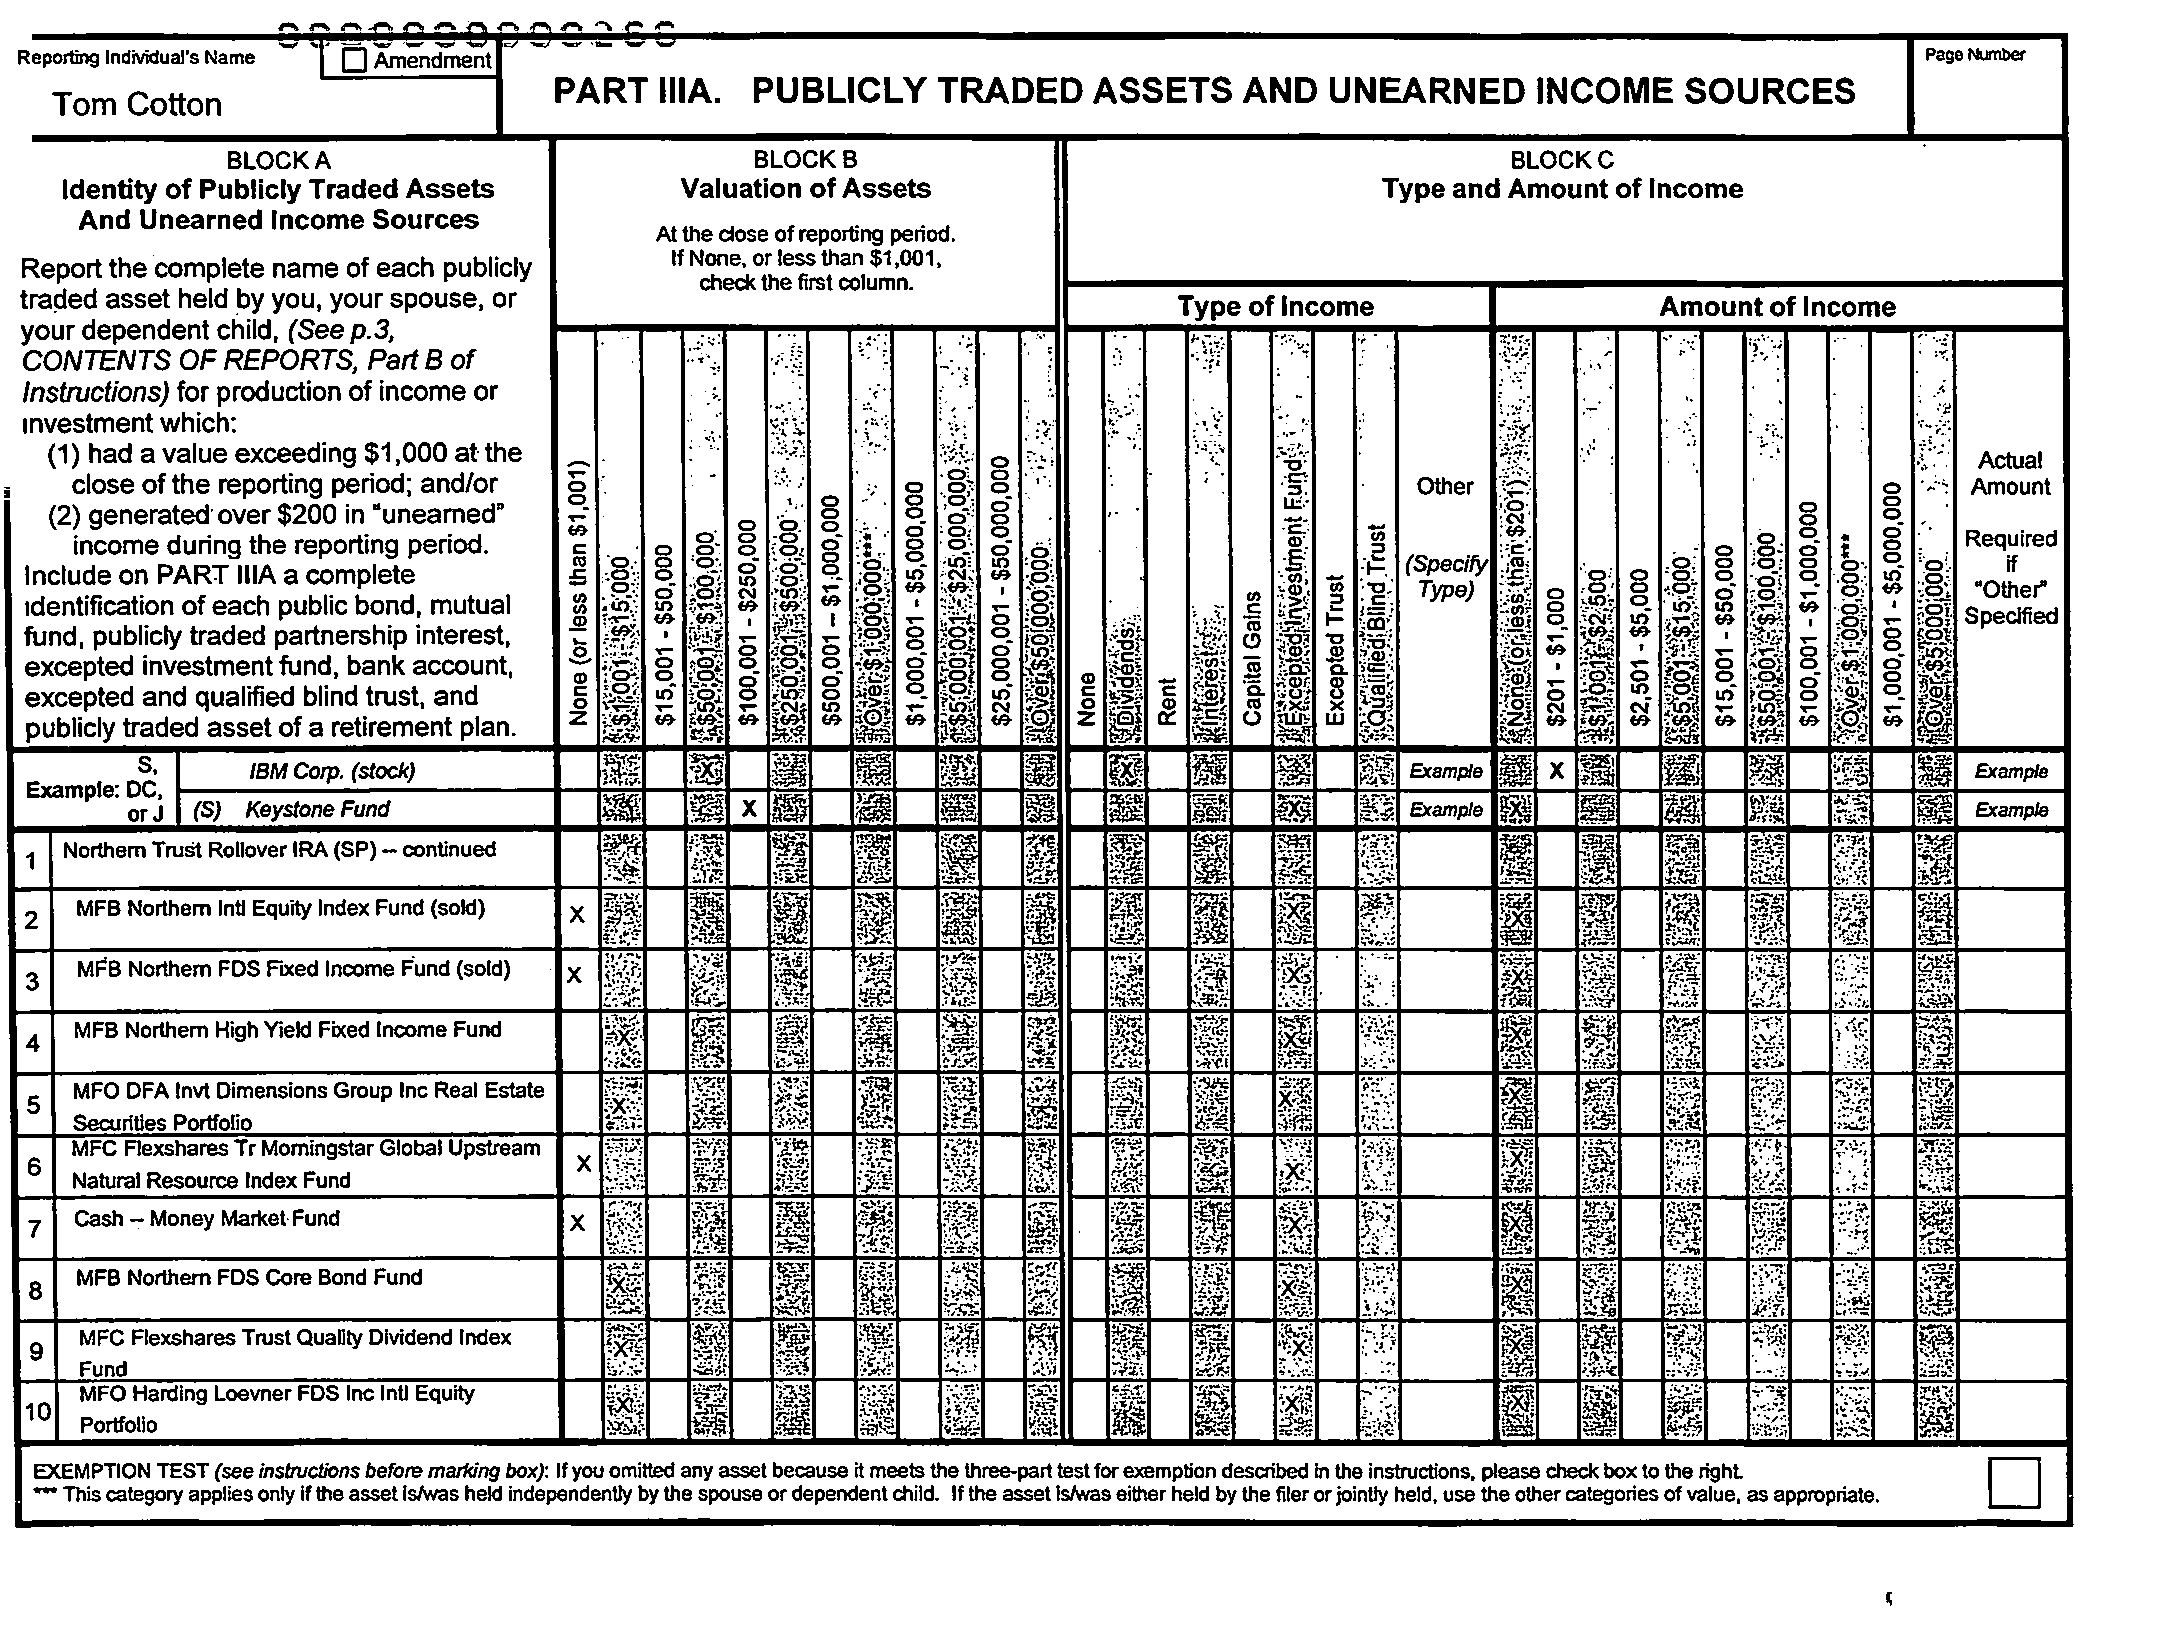 Reporting Individual's Name
Amendment
Tom Cotton
PART IIIA. PUBLICLY TRADED ASSETS AND UNEARNED INCOME SOURCES
Page Number
BLOCK A
Identity of Publicly Traded Assets
And Unearned Income Sources
Report the complete name of each publicly
traded asset held by you, your spouse, or
your dependent child, (See p.3,
CONTENTS OF REPORTS, Part B of
Instructions) for production of income or
investment which:
(1) had a value exceeding $1,000 at the
close of the reporting period; and/or
(2) generated over $200 in "unearned"
income during the reporting period.
Include on PART IIIA a complete
identification of each public bond, mutual
fund, publicly traded partnership interest,
excepted investment fund, bank account,
excepted and qualified blind trust, and
publicly traded asset of a retirement plan.
BLOCK B
Valuation of Assets
At the close of reporting period.
If None, or less than $1,001,
check the first column.
None (or less than $1,001)
$1,001 - $15,000
$15,001 - $50,000
$50,001 - $100,000
$100,001 - $250,000
$250,001 - $500,000
$500,001 – $1,000,000
Over $1,000,000***
$1,000,001 - $5,000,000
$5,000,001 - $25,000,000
$25,000,001 - $50,000,000
Over $50,000,000
BLOCK C
Type and Amount of Income
Type of Income
None
Dividends
Rent
Interest
Capital Gains
Excepted Investment Fund
Excepted Trust
Qualified Blind Trust
Other
(Specify
Type)
Amount of Income
None (or less than $201)
$201 - $1,000
$1,001 - $2,500
$2,501 - $5,000
$5,001 - $15,000
$15,001 - $50,000
$50,001 - $100,000
$100,001 - $1,000,000
Over $1,000,000***
$1,000,001 - $5,000,000
Over $5,000,000
Actual
Amount
Required
if
"Other"
Specified
Example: S, DC, or J
IBM Corp. (stock) X X Example X Example
(S) Keystone Fund X X Example X Example
1 Northern Trust Rollover IRA (SP) – continued
2 MFB Northern Intl Equity Index Fund (sold) X X X
3 MFB Northern FDS Fixed Income Fund (sold) X X X
4 MFB Northern High Yield Fixed Income Fund X X X
5 MFO DFA Invt Dimensions Group Inc Real Estate
Securities Portfolio X X X
6 MFC Flexshares Tr Morningstar Global Upstream
Natural Resource Index Fund X X X
7 Cash – Money Market Fund X X X
8 MFB Northern FDS Core Bond Fund X X X
9 MFC Flexshares Trust Quality Dividend Index
Fund X X X
10 MFO Harding Loevner FDS Inc Intl Equity
Portfolio X X X
EXEMPTION TEST (see instructions before marking box): If you omitted any asset because it meets the three-part test for exemption described in the instructions, please check box to the right.
*** This category applies only if the asset is/was held independently by the spouse or dependent child. If the asset is/was either held by the filer or jointly held, use the other categories of value, as appropriate.